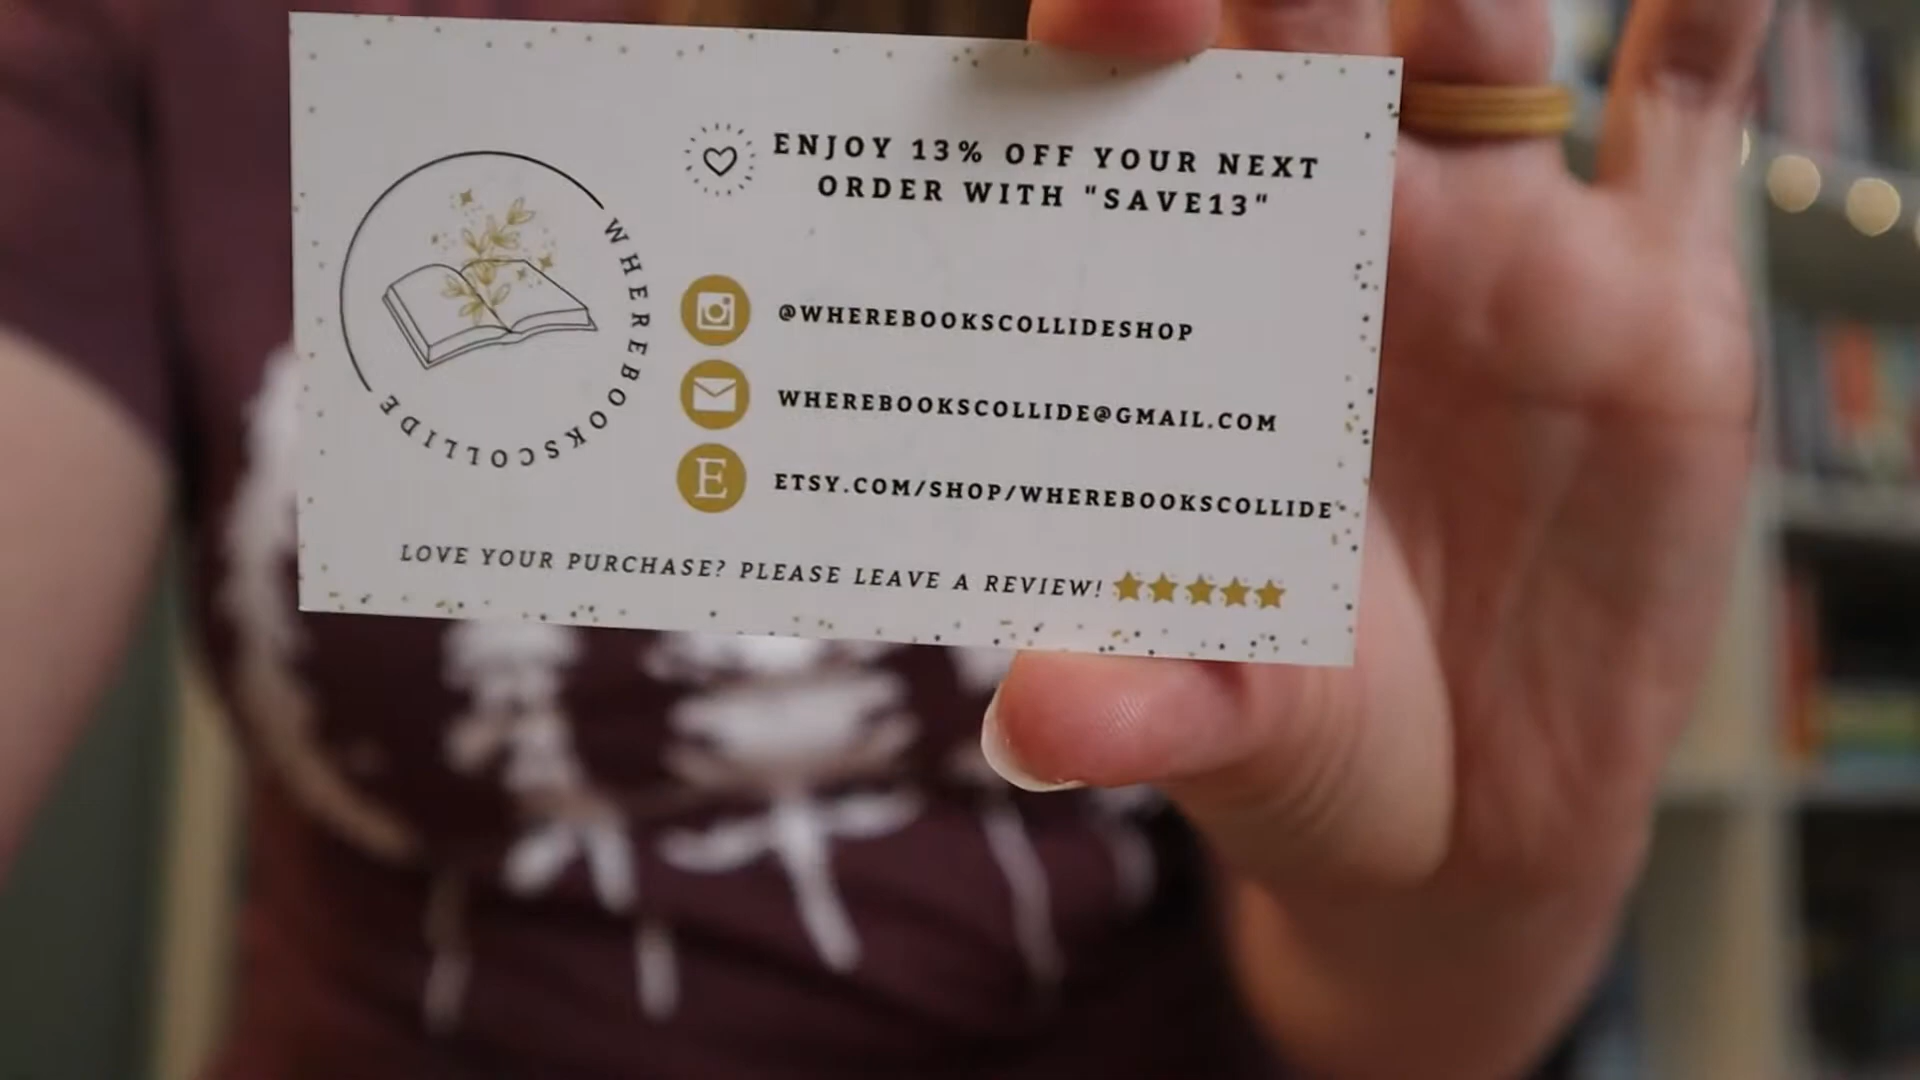 WHEREBOOKSCOLLIDE
ENJOY 13% OFF YOUR NEXT
ORDER WITH "SAVE13"
@WHEREBOOKSCOLLIDESHOP
WHEREBOOKSCOLLIDE@GMAIL.COM
E ETSY.COM/SHOP/WHEREBOOKSCOLLIDE
LOVE YOUR PURCHASE? PLEASE LEAVE A REVIEW!